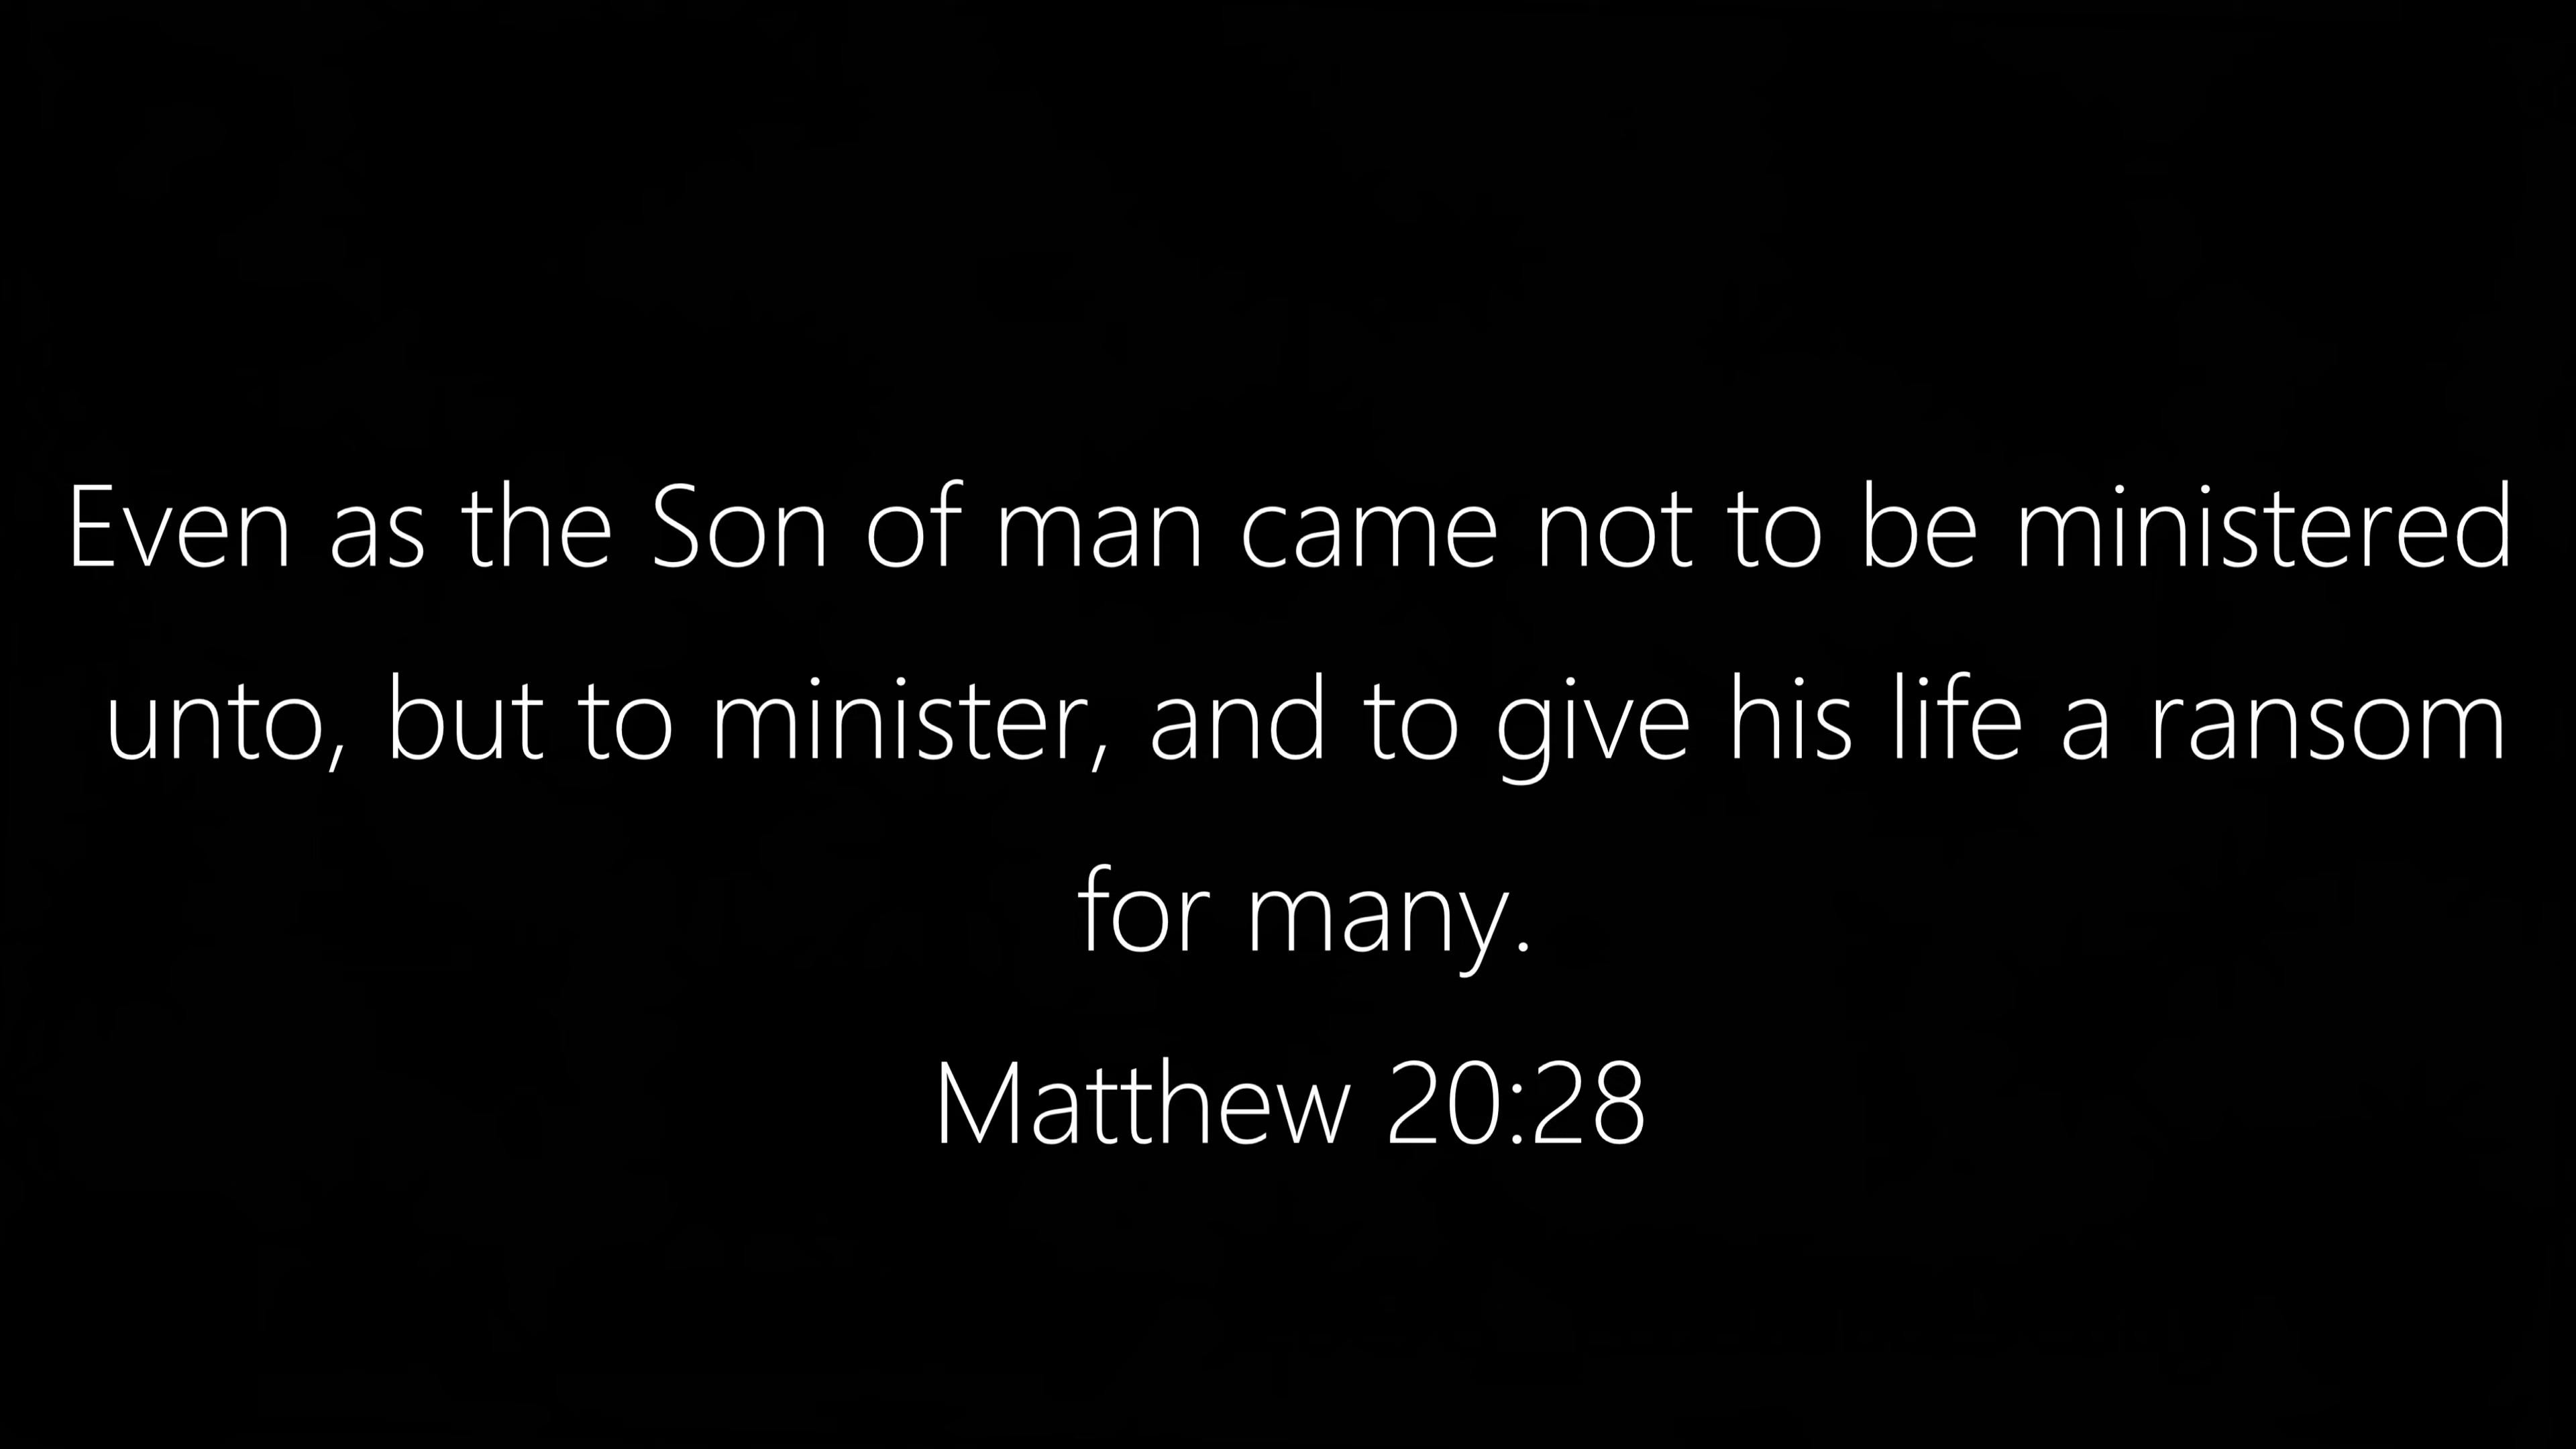 Even as the Son of man came not to be ministered
unto, but to minister, and to give his life a ransom
for many.
Matthew 20:28